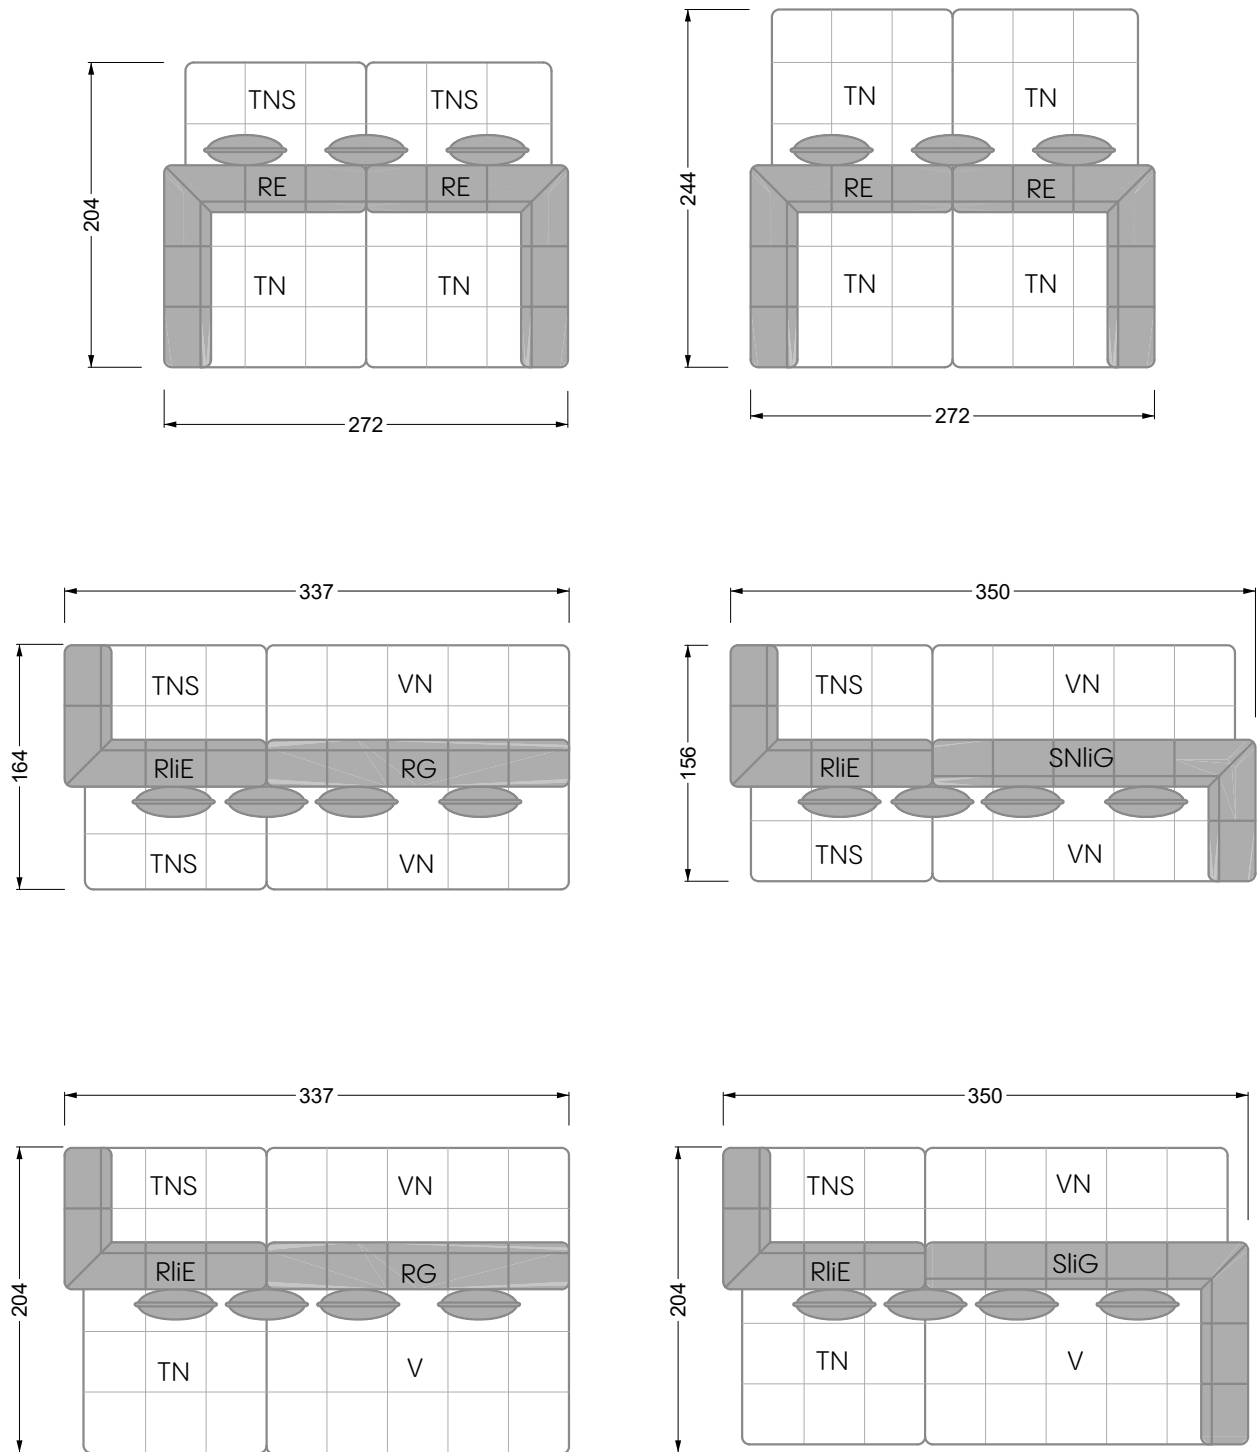 TNS TNS
RE RE
TN TN
204
272
TN TN
RE RE
TN TN
244
272
337
TNS VN
RliE RG
TNS VN
164
350
TNS VN
RliE SNliG
TNS VN
156
337
TNS VN
RliE RG
TN V
204
350
TNS VN
RliE SliG
TN V
204